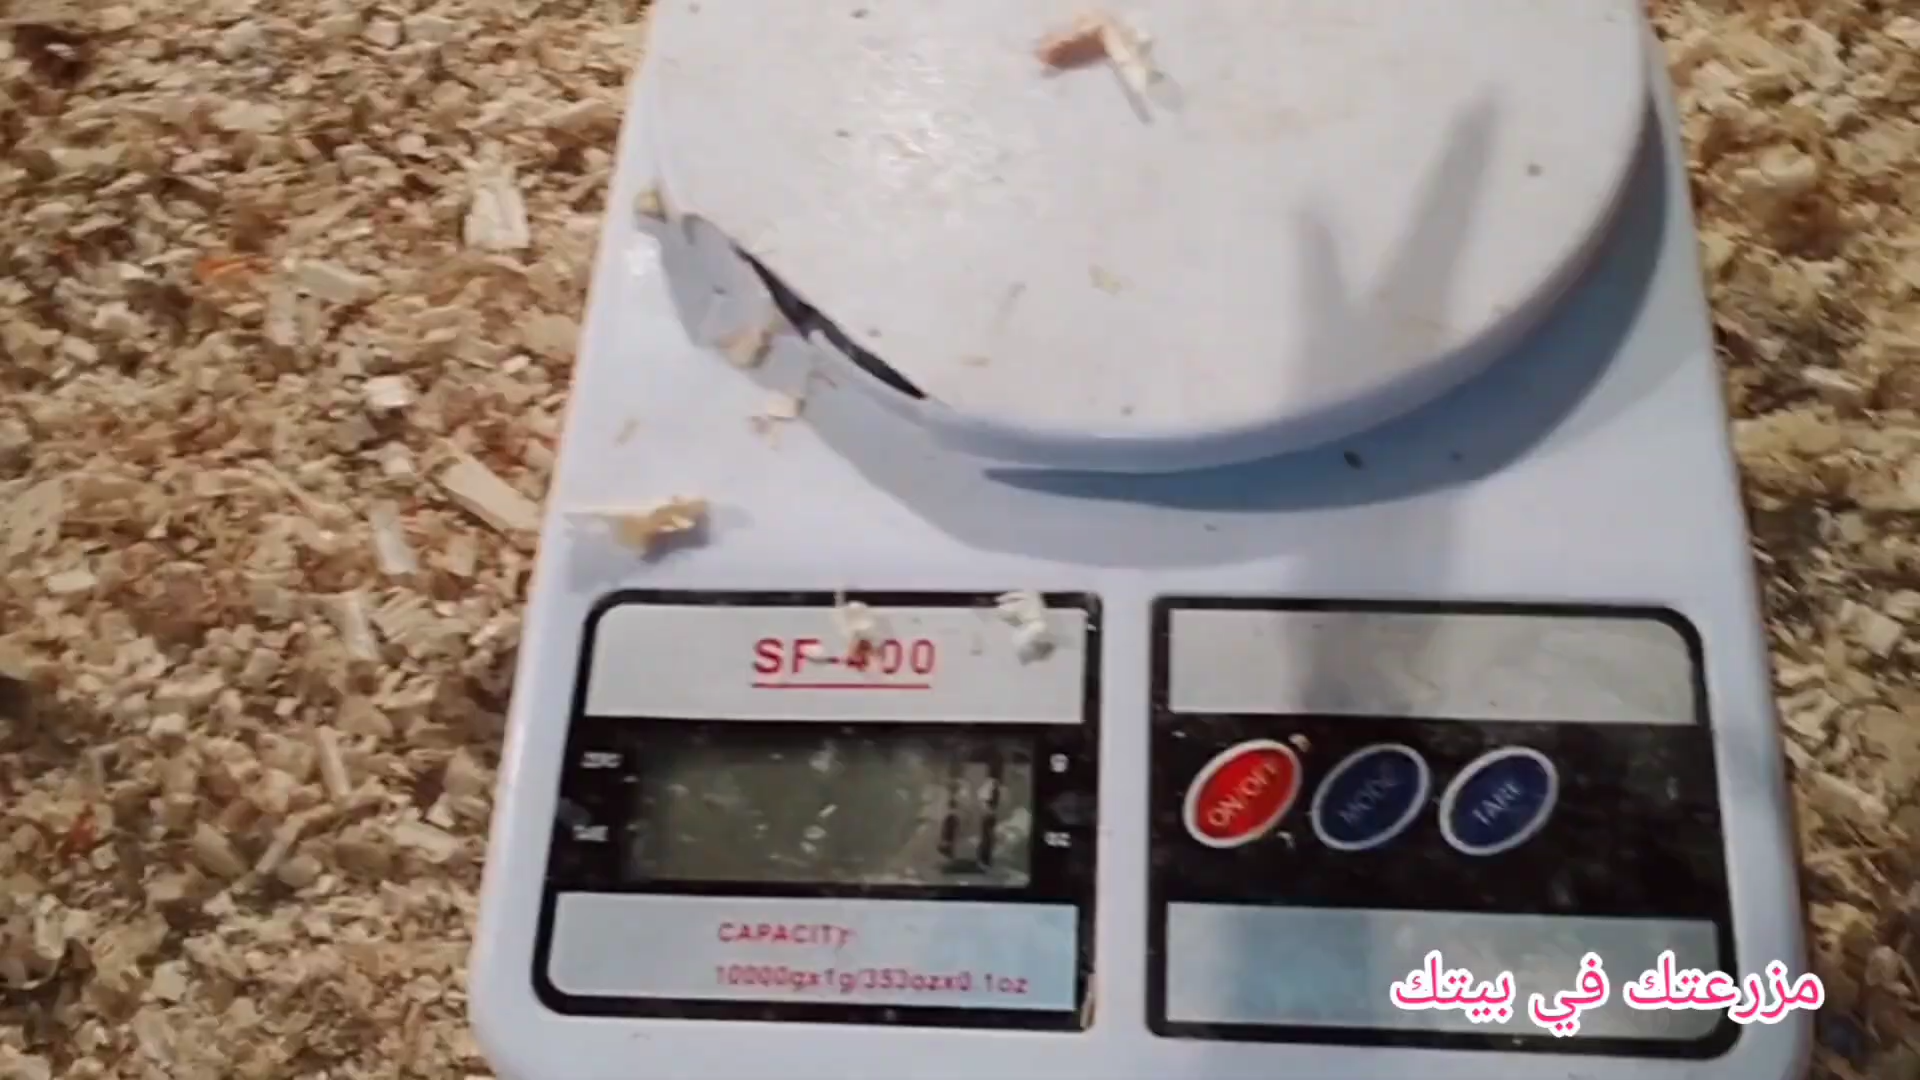 SF-400
ON/OFF
MODE
TARE
CAPACITY
10000gx1g/353ozx0.1oz
مزرعتك في بيتك